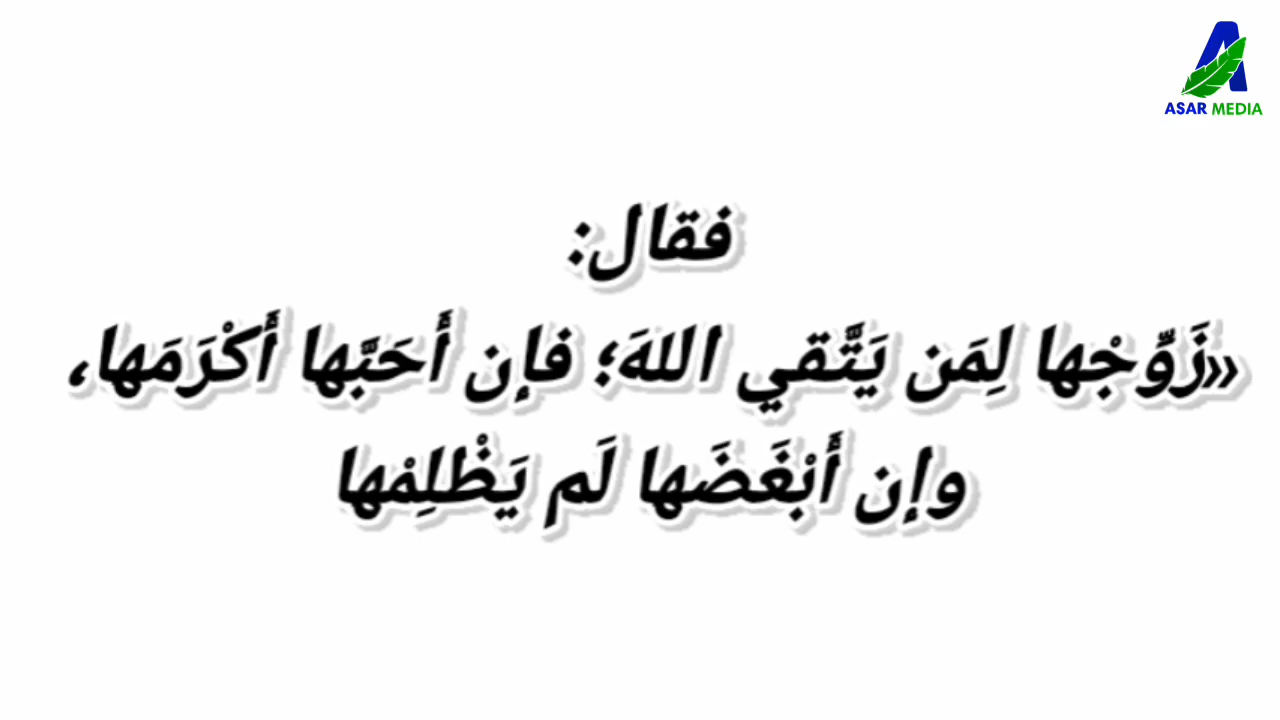 ASAR MEDIA
فقال:
«زَوِّجْها لِمَن يَتَّقي اللهَ؛ فإن أَحَبَّها أَكْرَمَها،
وإن أَبْغَضَها لَم يَظْلِمْها